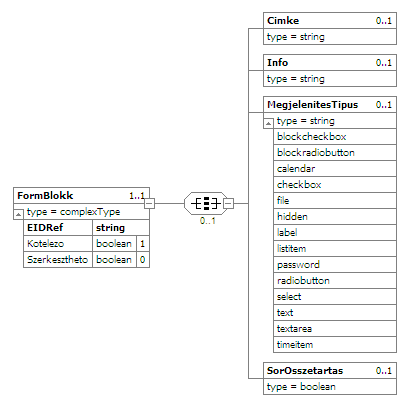 Cimke 0..1
type = string
Info 0..1
type = string
MegjelenitesTipus 0..1
type = string
blockcheckbox
blockradiobutton
calendar
checkbox
file
hidden
label
listitem
password
radiobutton
select
text
textarea
timeitem
FormBlokk 1..1
type = complexType
EIDRef string
Kotelezo boolean 1
Szerkesztheto boolean 0
0..1
SorOsszetartas 0..1
type = boolean